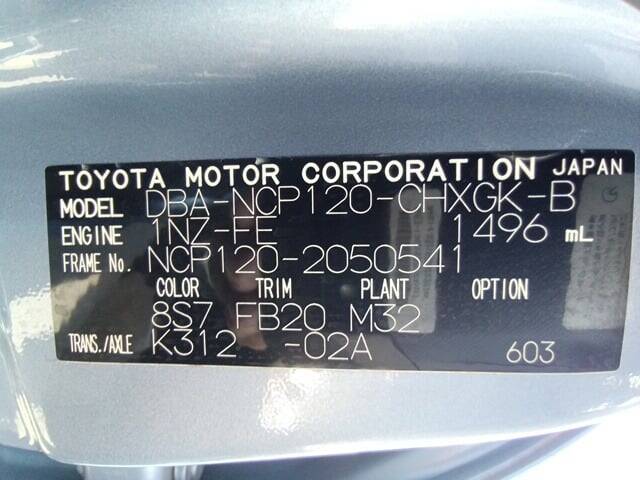 TOYOTA MOTOR CORPORATION JAPAN
MODEL DBA-NCP120-CHXGK-B
ENGINE 1NZ-FE 1496 mL
FRAME No. NCP120-2050541
COLOR TRIM PLANT OPTION
8S7 FB20 M32
TRANS./AXLE K312 -02A 603